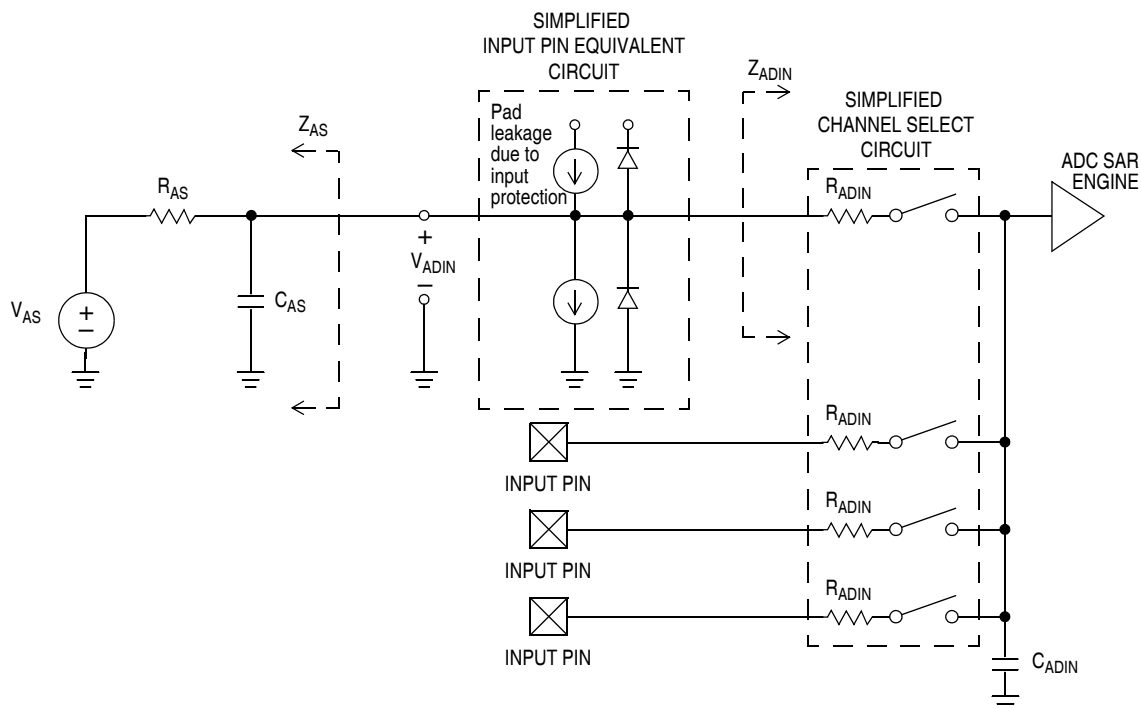 SIMPLIFIED
INPUT PIN EQUIVALENT
CIRCUIT
Pad
leakage
due to
input
protection
ZADIN
SIMPLIFIED
CHANNEL SELECT
CIRCUIT
ADC SAR
ENGINE
ZAS
RAS
RADIN
+
VADIN
–
VAS
+
–
CAS
RADIN
INPUT PIN
RADIN
INPUT PIN
RADIN
INPUT PIN
CADIN